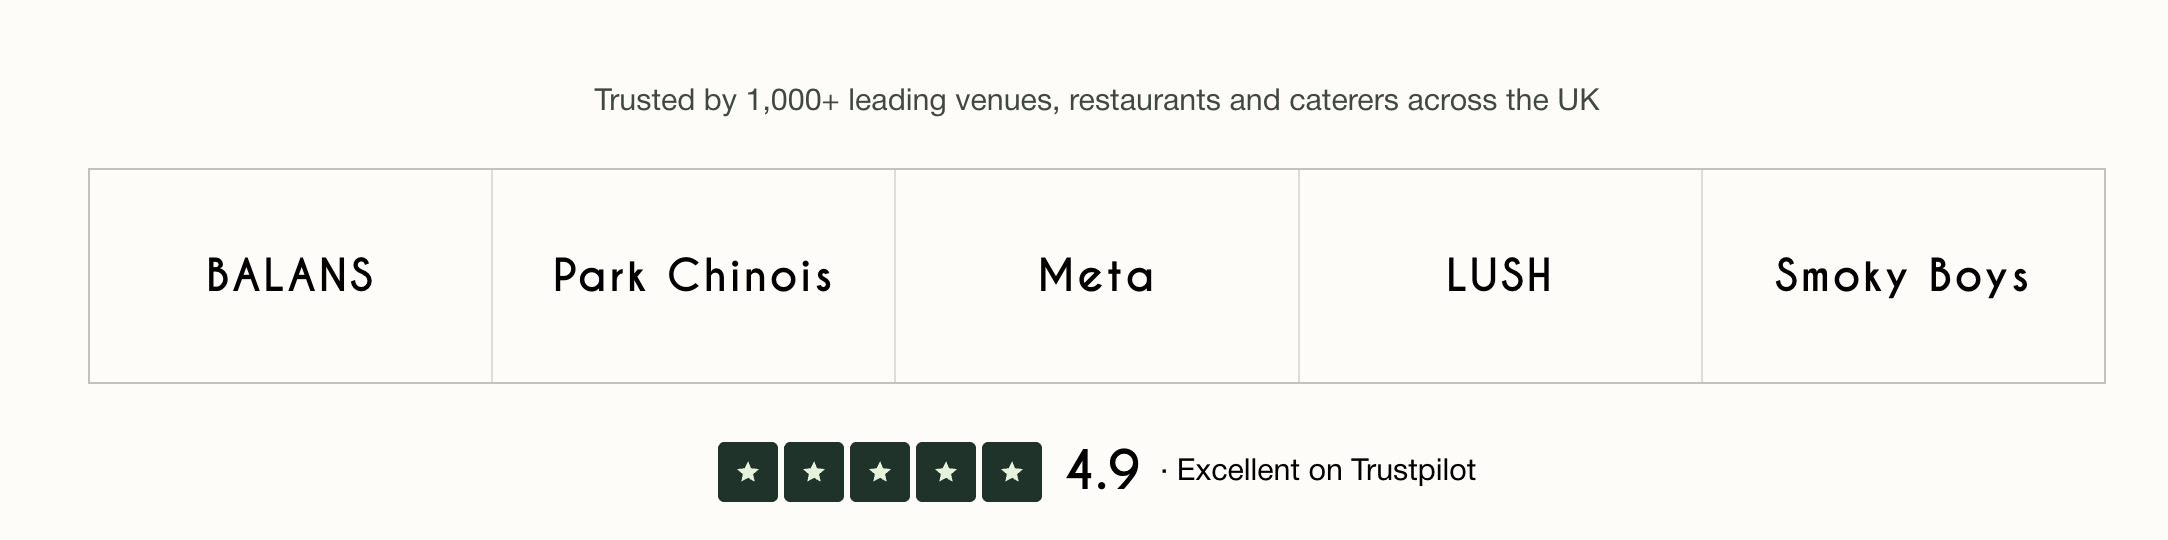 Trusted by 1,000+ leading venues, restaurants and caterers across the UK
BALANS
Park Chinois
Meta
LUSH
Smoky Boys
4.9 · Excellent on Trustpilot